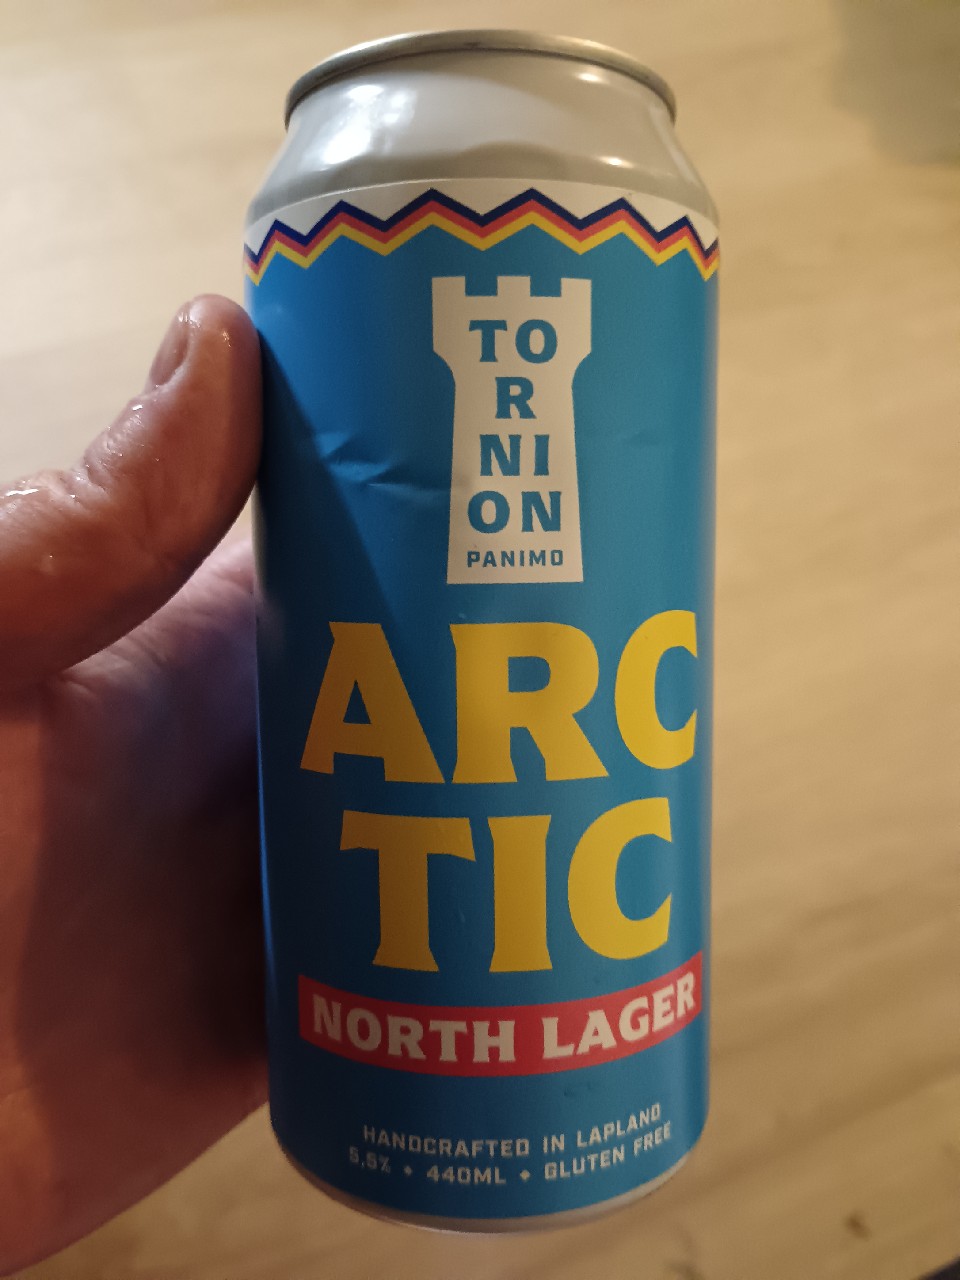 TO
R
NI
ON
PANIMO
ARC
TIC
NORTH LAGER
HANDCRAFTED IN LAPLAND
5,5% • 440ML • GLUTEN FREE